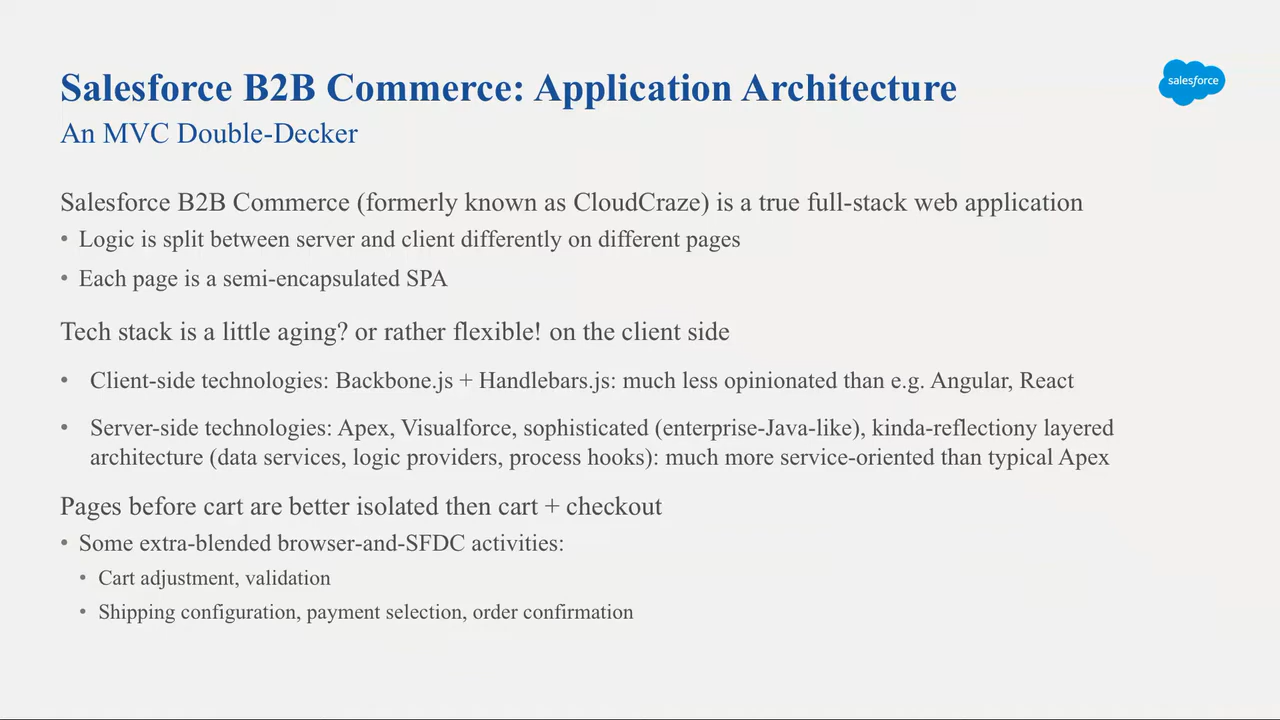 Salesforce B2B Commerce: Application Architecture
salesforce
An MVC Double-Decker
Salesforce B2B Commerce (formerly known as CloudCraze) is a true full-stack web application
• Logic is split between server and client differently on different pages
• Each page is a semi-encapsulated SPA
Tech stack is a little aging? or rather flexible! on the client side
• Client-side technologies: Backbone.js + Handlebars.js: much less opinionated than e.g. Angular, React
• Server-side technologies: Apex, Visualforce, sophisticated (enterprise-Java-like), kinda-reflectiony layered
architecture (data services, logic providers, process hooks): much more service-oriented than typical Apex
Pages before cart are better isolated then cart + checkout
• Some extra-blended browser-and-SFDC activities:
• Cart adjustment, validation
• Shipping configuration, payment selection, order confirmation